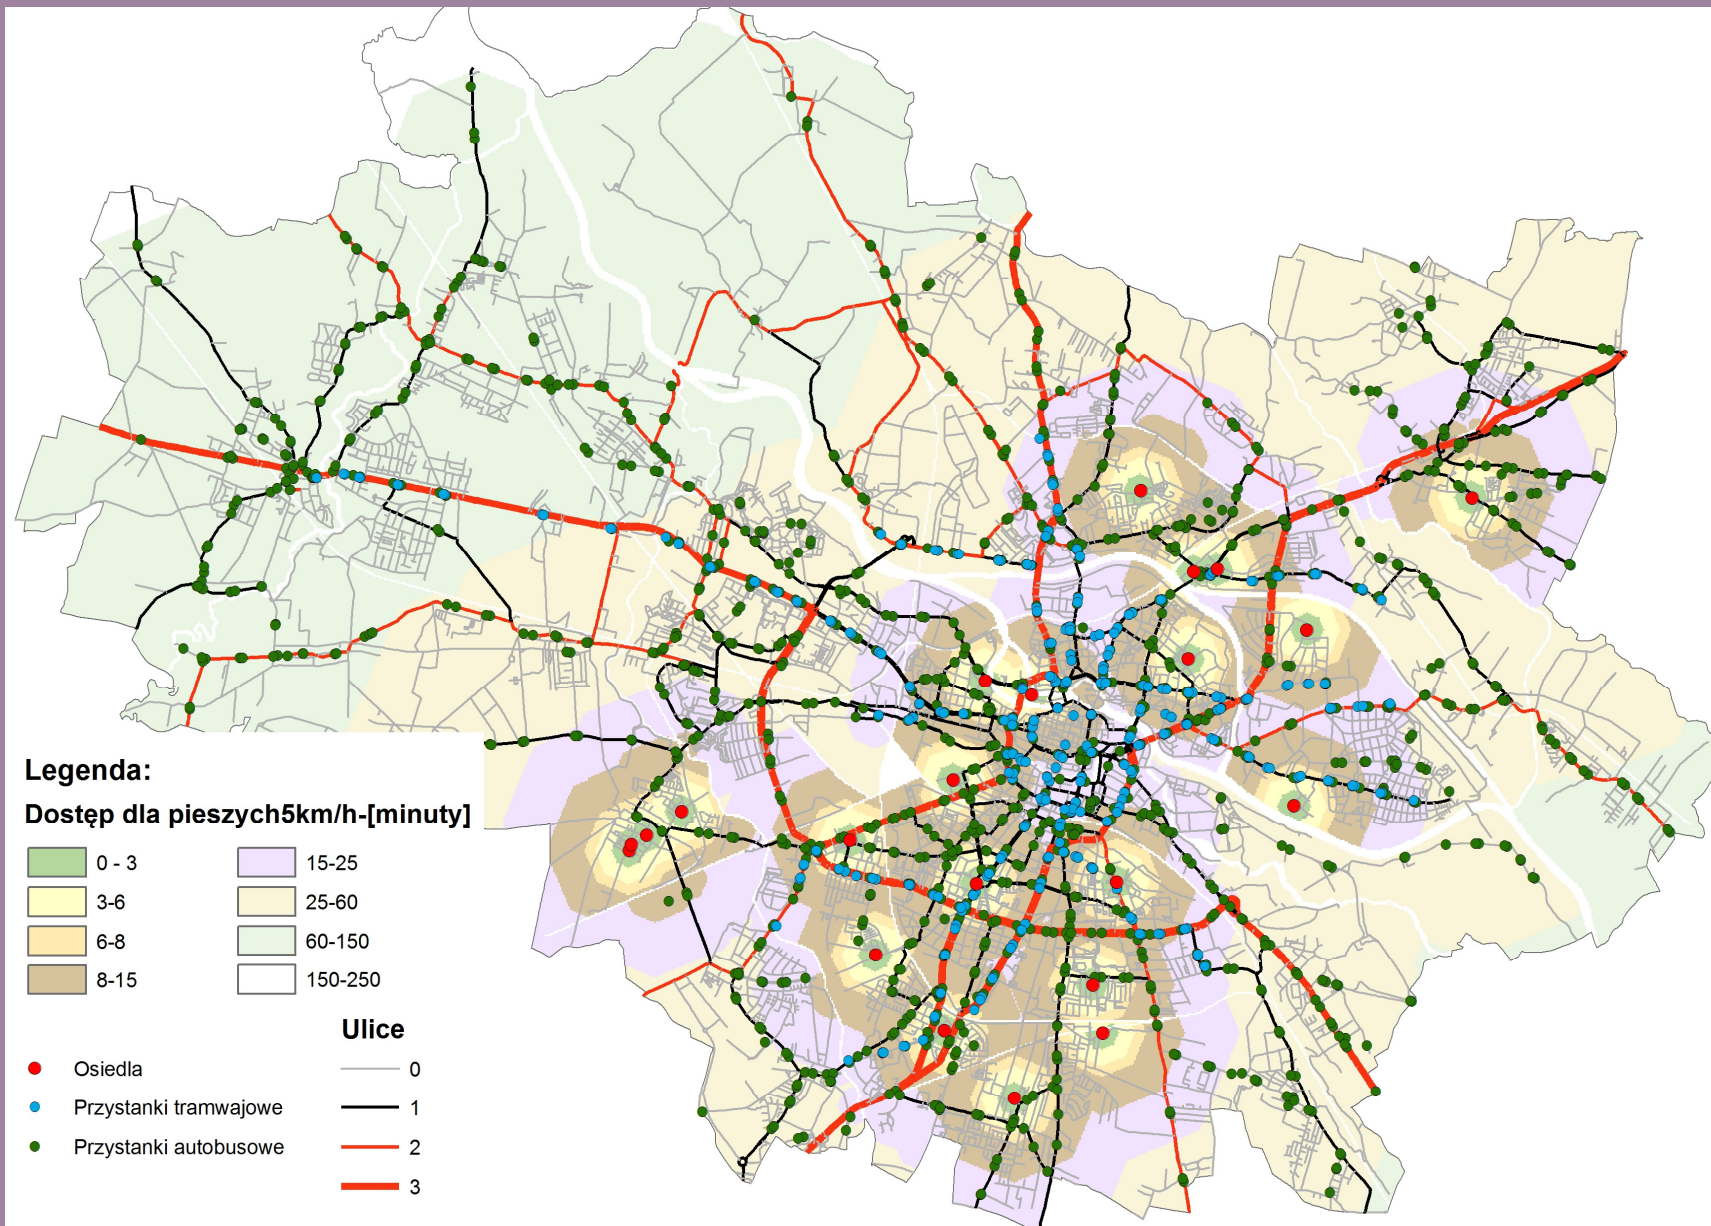 Legenda:
Dostęp dla pieszych5km/h-[minuty]
0 - 3
15-25
3-6
25-60
6-8
60-150
8-15
150-250
Ulice
Osiedla
0
Przystanki tramwajowe
1
Przystanki autobusowe
2
3